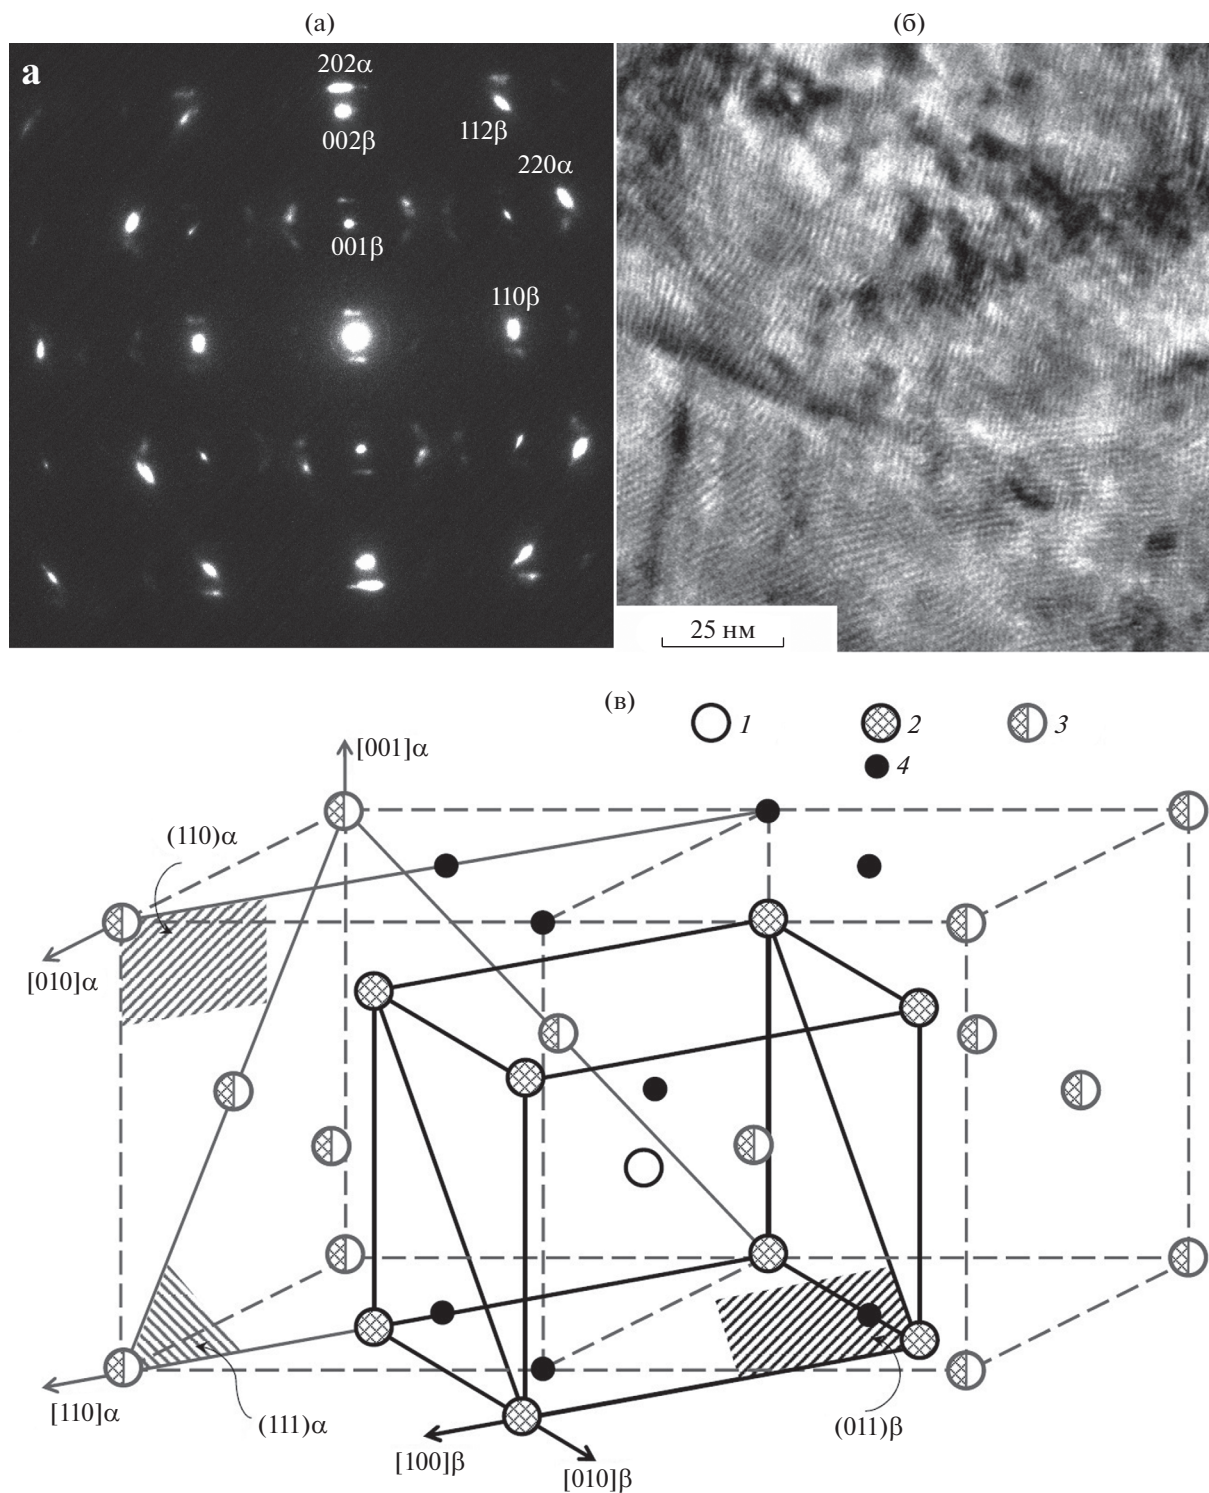 (а)
(б)
а
202α
002β
112β
220α
001β
110β
25 нм
(в)
1
2
3
4
[001]α
(110)α
[010]α
[110]α
(111)α
(011)β
[100]β
[010]β